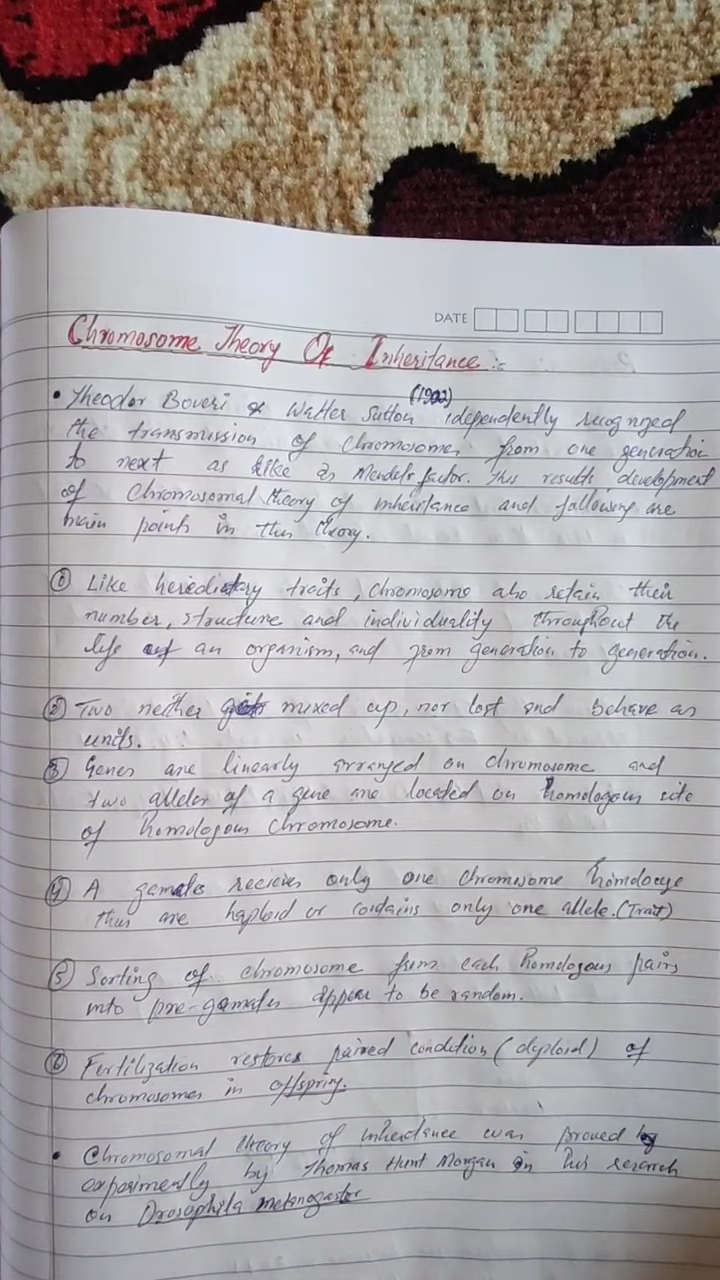 DATE
Chromosome Theory Of Inheritance :-
(1902)
• Theodor Boveri & Walter Sutton idependently recognized
the transmission of chromosomes from one generation
to next as like as Mendel's factor. This results development
of chromosomal theory of inheritance and following are
main points in this theory.
① Like hereditary traits, chromosome also retain their
number, structure and individuality throughout the
life of an organism, and from generation to generation.
② Two neither gets mixed up, nor lost and behave as
units.
③ Genes are linearly arranged on chromosome and
two alleles of a gene are located on homologous site
of homologous chromosome.
④ A gamete recieves only one chromosome
thus are haploid or contains only one allele. (Trait)
⑤ Sorting of chromosome from each homologous pairs
into pre-gamates appear to be random.
⑥ Fertilization restores paired condition (dyploid) of
chromosomes in offspring.
• Chromosomal theory of inheritance was proved by
experimently by Thomas Hunt Morgan in his research
on Drosophila melanogaster